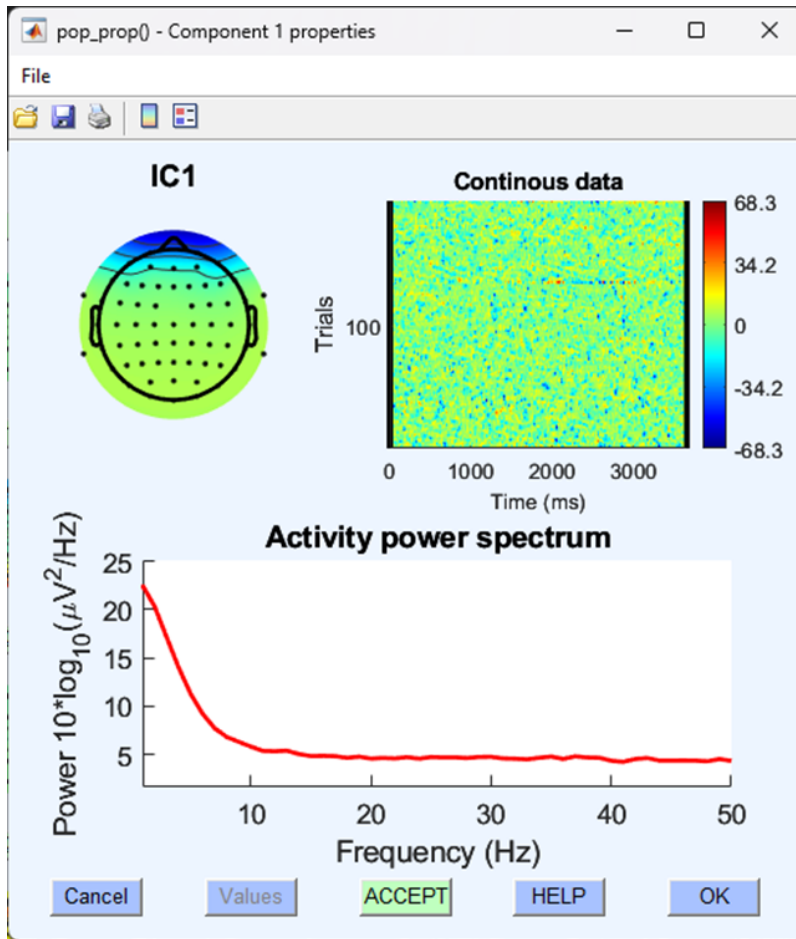 pop_prop() - Component 1 properties
File
IC1
Continous data
Trials
100
68.3
34.2
0
-34.2
-68.3
0 1000 2000 3000
Time (ms)
Activity power spectrum
Power 10*log10(μV2/Hz)
25
20
15
10
5
10 20 30 40 50
Frequency (Hz)
Cancel Values ACCEPT HELP OK